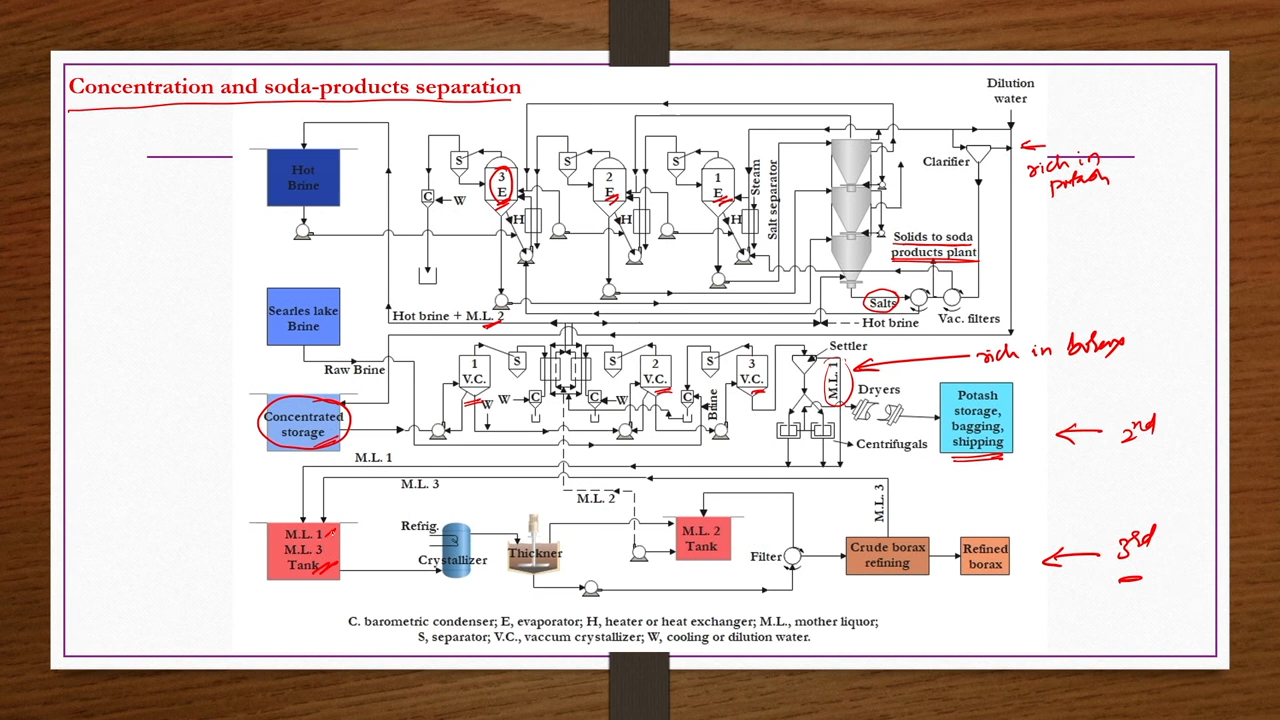 Concentration and soda-products separation
Dilution
water
Hot
Brine
S
S
S
3
E
2
E
1
E
C
W
H
H
H
Steam
Salt separator
Clarifier
rich in
potash
Solids to soda
products plant
Salts
Vac. filters
Searles lake
Brine
Hot brine + M.L. 2
Hot brine
Raw Brine
1
V.C.
S
S
2
V.C.
S
3
V.C.
Settler
M.L. 1
rich in borax
W
W
C
C
W
C
Brine
Dryers
Centrifugals
Concentrated
storage
Potash
storage,
bagging,
shipping
2nd
M.L. 1
M.L. 3
M.L. 2
M.L. 3
M.L. 1
M.L. 3
Tank
Refrig.
Crystallizer
Thickner
M.L. 2
Tank
Filter
Crude borax
refining
Refined
borax
3rd
C. barometric condenser; E, evaporator; H, heater or heat exchanger; M.L., mother liquor;
S, separator; V.C., vaccum crystallizer; W, cooling or dilution water.